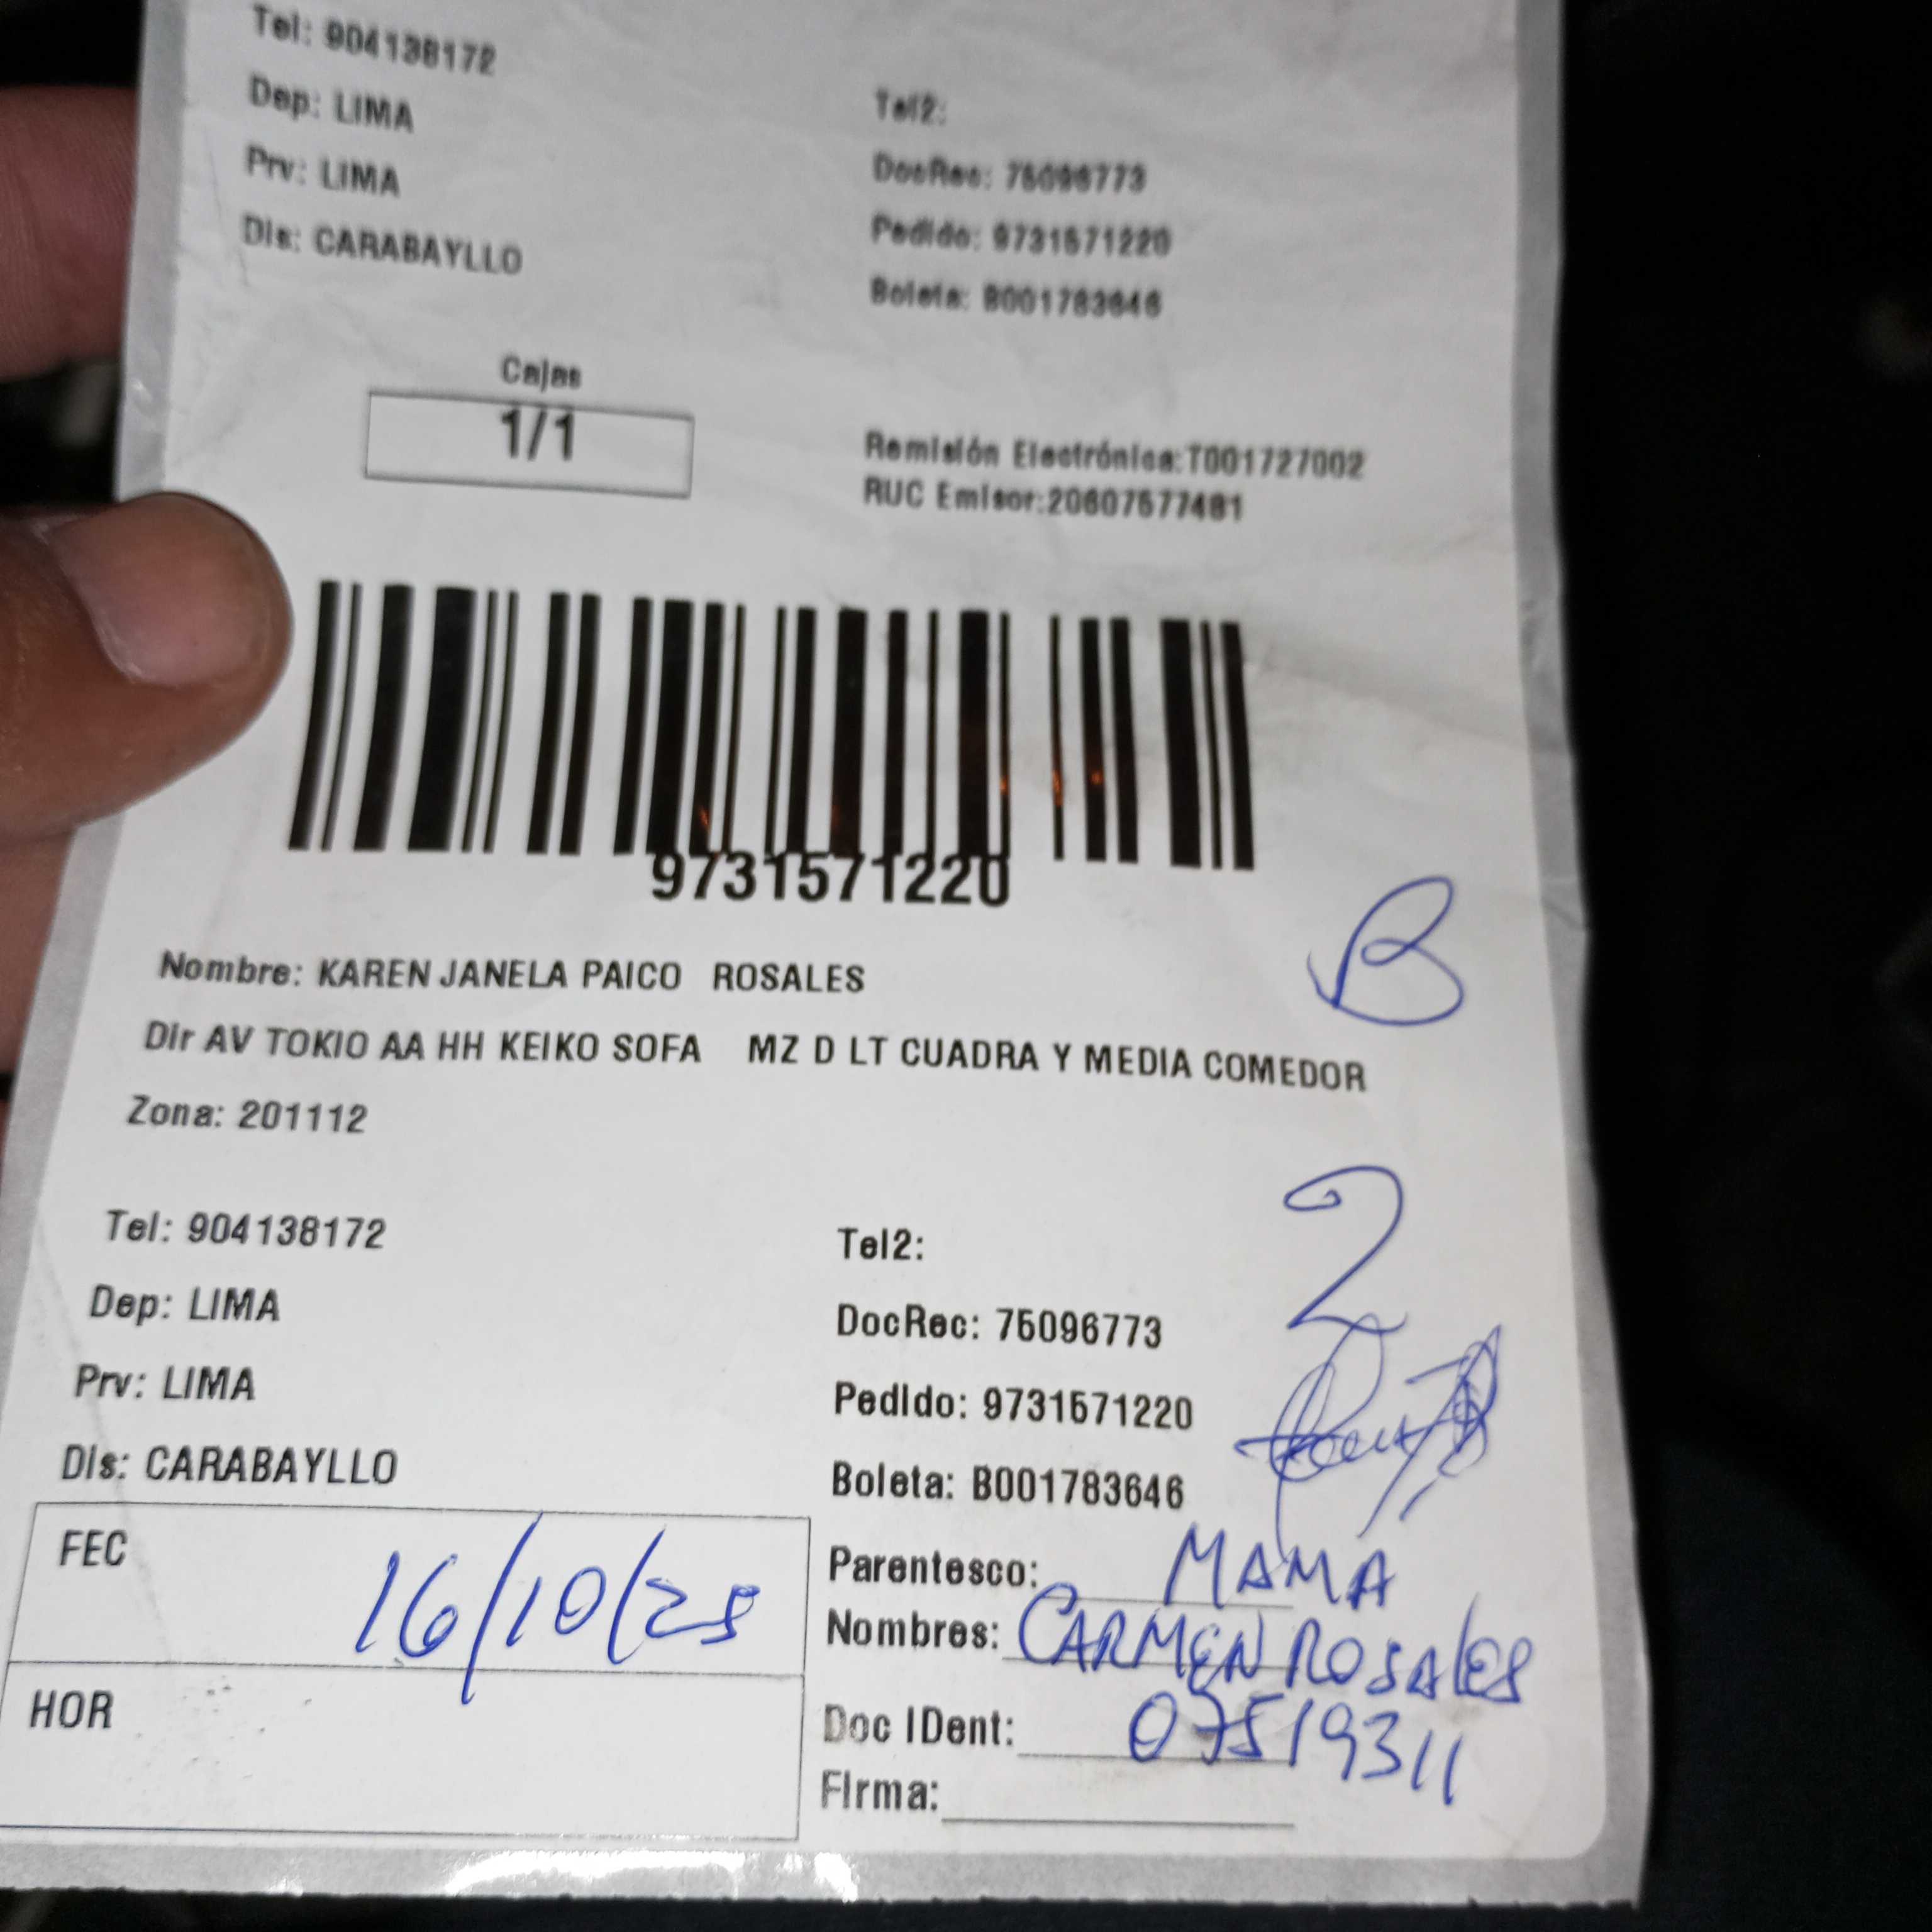 Tel: 904138172
Dep: LIMA
Tel2:
Prv: LIMA
DocRec: 75096773
Dis: CARABAYLLO
Pedido: 9731571220
Boleta: B001783646
Cajas
1/1
Remisión Electrónica:T001727002
RUC Emisor:20607577481
9731571220
B
Nombre: KAREN JANELA PAICO ROSALES
Dir AV TOKIO AA HH KEIKO SOFA MZ D LT CUADRA Y MEDIA COMEDOR
Zona: 201112
2
Tel: 904138172
Tel2:
Dep: LIMA
DocRec: 75096773
Prv: LIMA
Pedido: 9731571220
Dis: CARABAYLLO
Boleta: B001783646
FEC 16/10/25
Parentesco: MAMA
Nombres: CARMEN ROSALES
HOR
Doc IDent: 07519311
Firma: